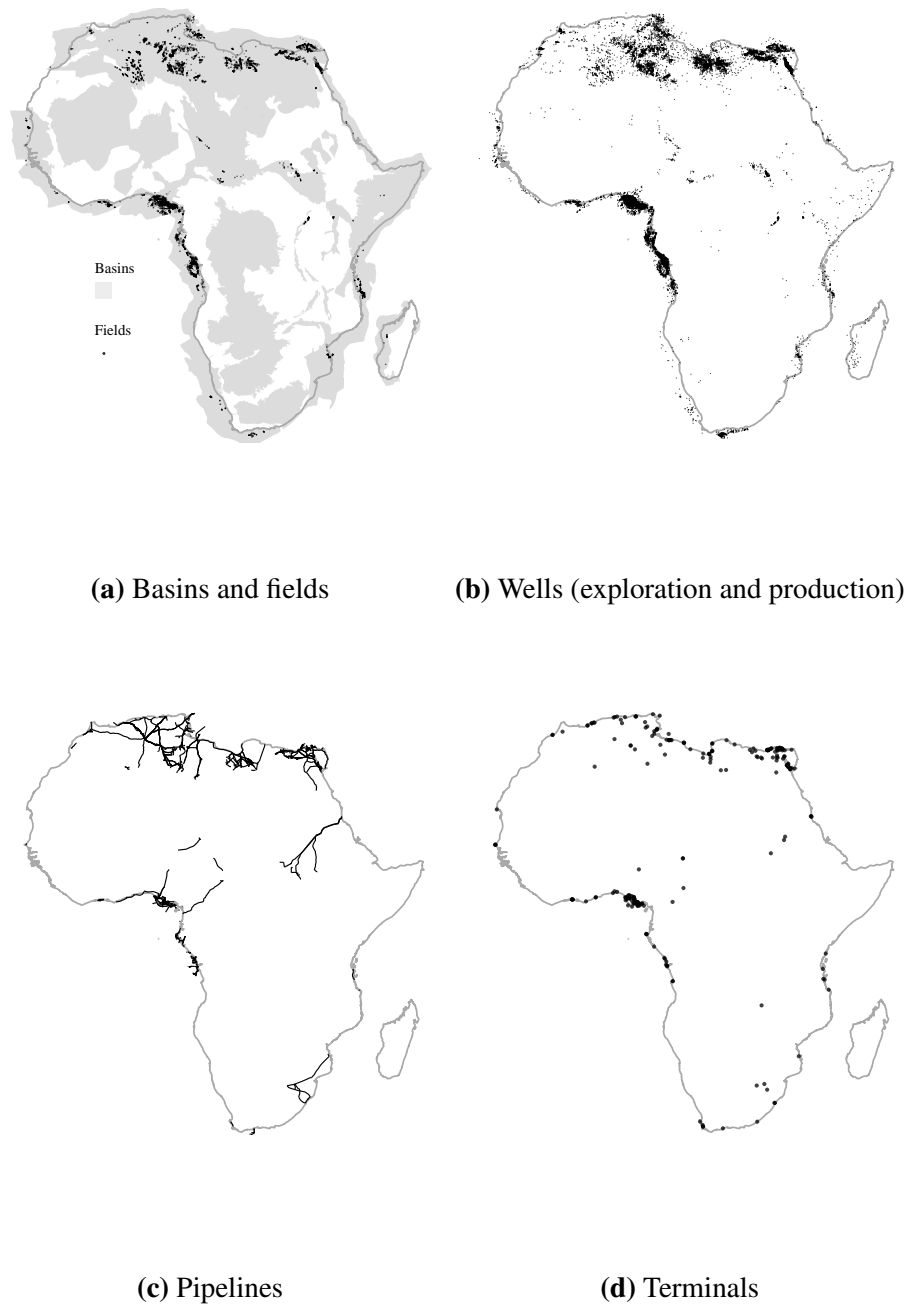 Basins
Fields
(a) Basins and fields
(b) Wells (exploration and production)
(c) Pipelines
(d) Terminals